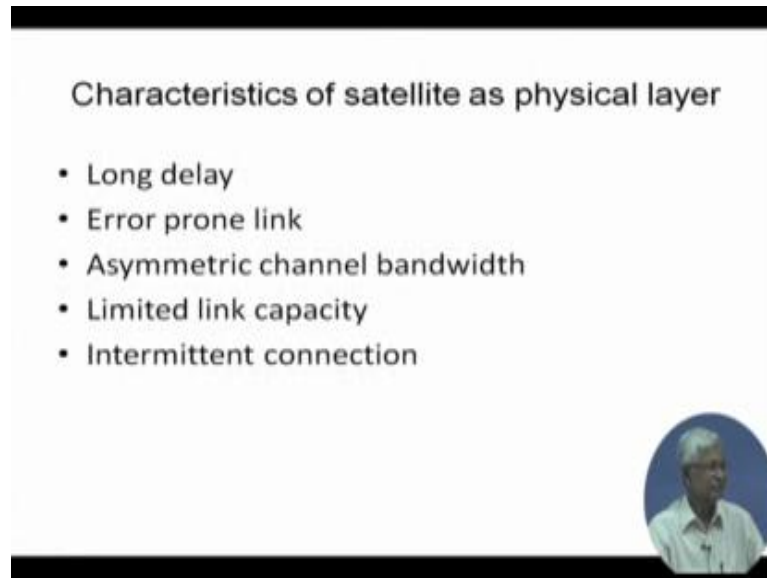 Characteristics of satellite as physical layer
• Long delay
• Error prone link
• Asymmetric channel bandwidth
• Limited link capacity
• Intermittent connection